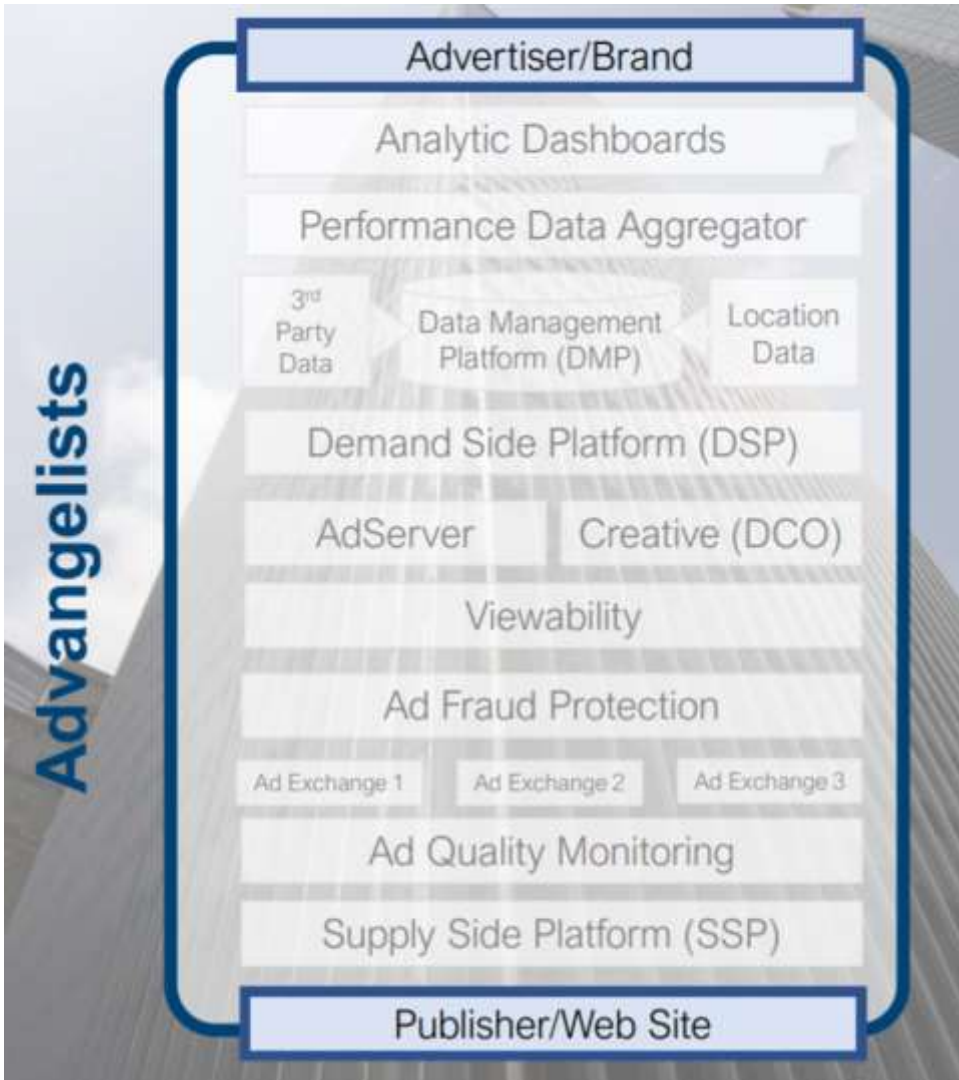 Advertiser/Brand
Analytic Dashboards
Performance Data Aggregator
3rd
Party
Data
Data Management
Platform (DMP)
Location
Data
Demand Side Platform (DSP)
AdServer
Creative (DCO)
Viewability
Ad Fraud Protection
Ad Exchange 1
Ad Exchange 2
Ad Exchange 3
Ad Quality Monitoring
Supply Side Platform (SSP)
Publisher/Web Site
Advangelists